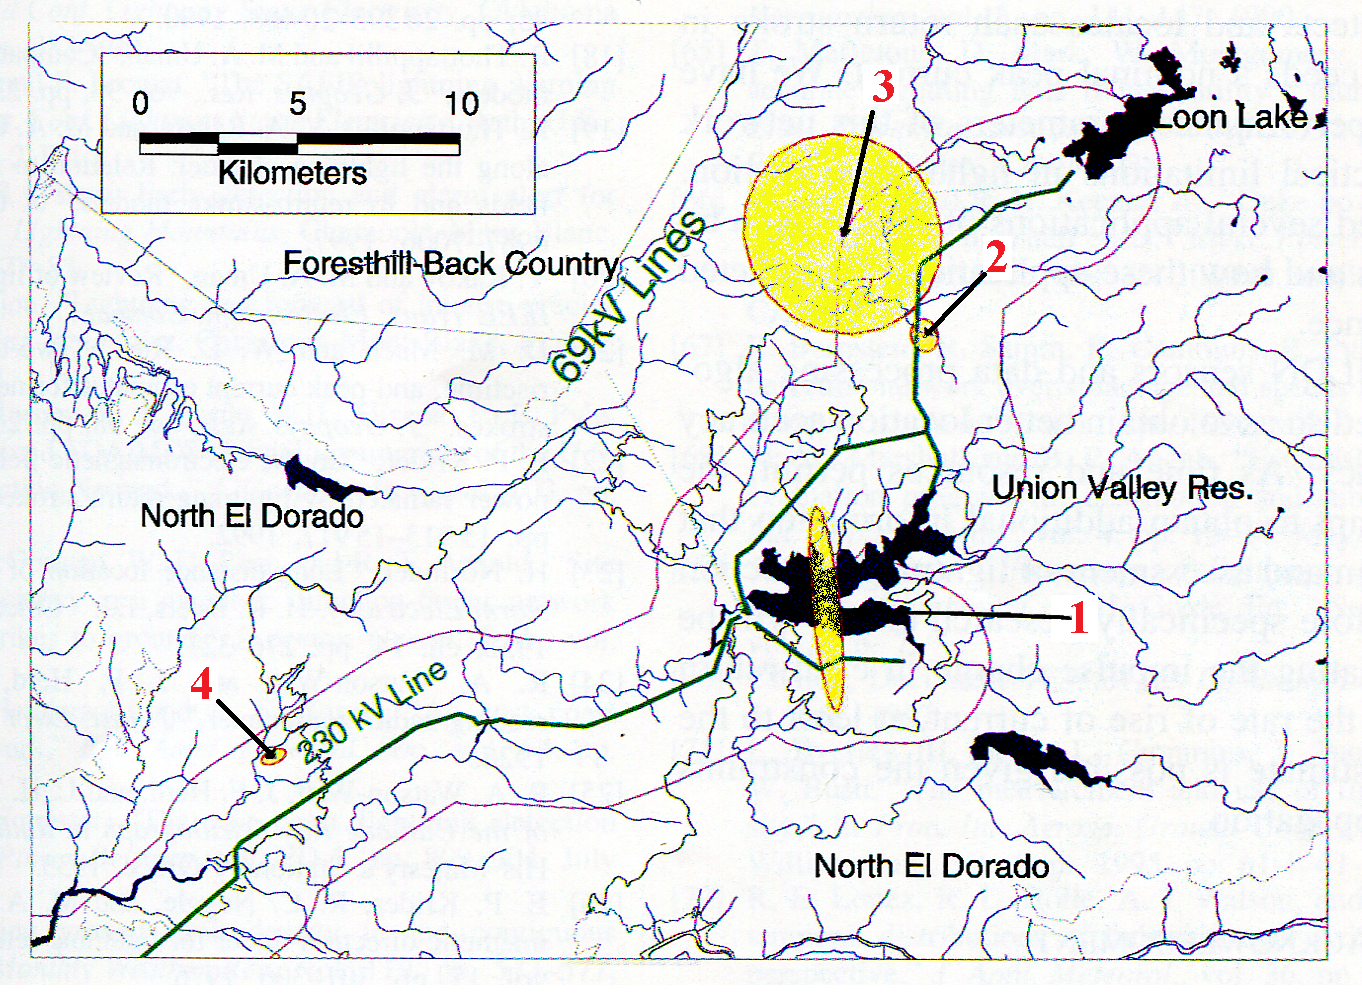 3
0 5 10
Kilometers
Loon Lake
69kV Lines
Foresthill-Back Country
2
Union Valley Res.
North El Dorado
1
4
230 kV Line
North El Dorado